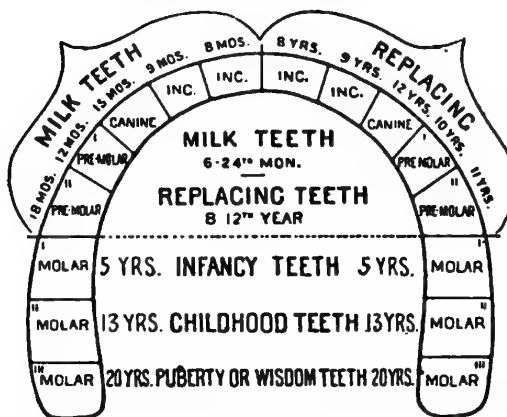 MILK TEETH
REPLACING
18 MOS. 12 MOS. 15 MOS. 9 MOS. 8 MOS.
8 YRS. 9 YRS. 12 YRS. 10 YRS. 11 YRS.
INC. INC.
INC. INC.
CANINE
CANINE
I PRE-MOLAR
I PRE MOLAR
II PRE-MOLAR
II PRE-MOLAR
MILK TEETH
6-24TH MON.
REPLACING TEETH
8 12TH YEAR
I MOLAR 5 YRS. INFANCY TEETH 5 YRS. MOLAR I
II MOLAR 13 YRS. CHILDHOOD TEETH 13 YRS. MOLAR II
III MOLAR 20 YRS. PUBERTY OR WISDOM TEETH 20 YRS. MOLAR III